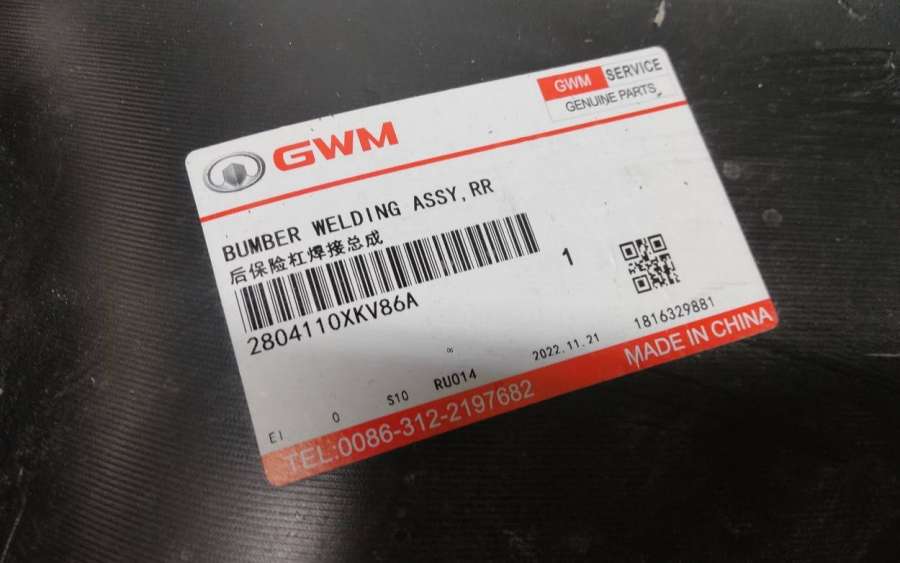 GWM
GWM SERVICE
GENUINE PARTS
BUMBER WELDING ASSY,RR
后保险杠焊接总成
2804110XKV86A
1
1816329881
EI 0 S10 RU014 2022.11.21
MADE IN CHINA
TEL:0086-312-2197682